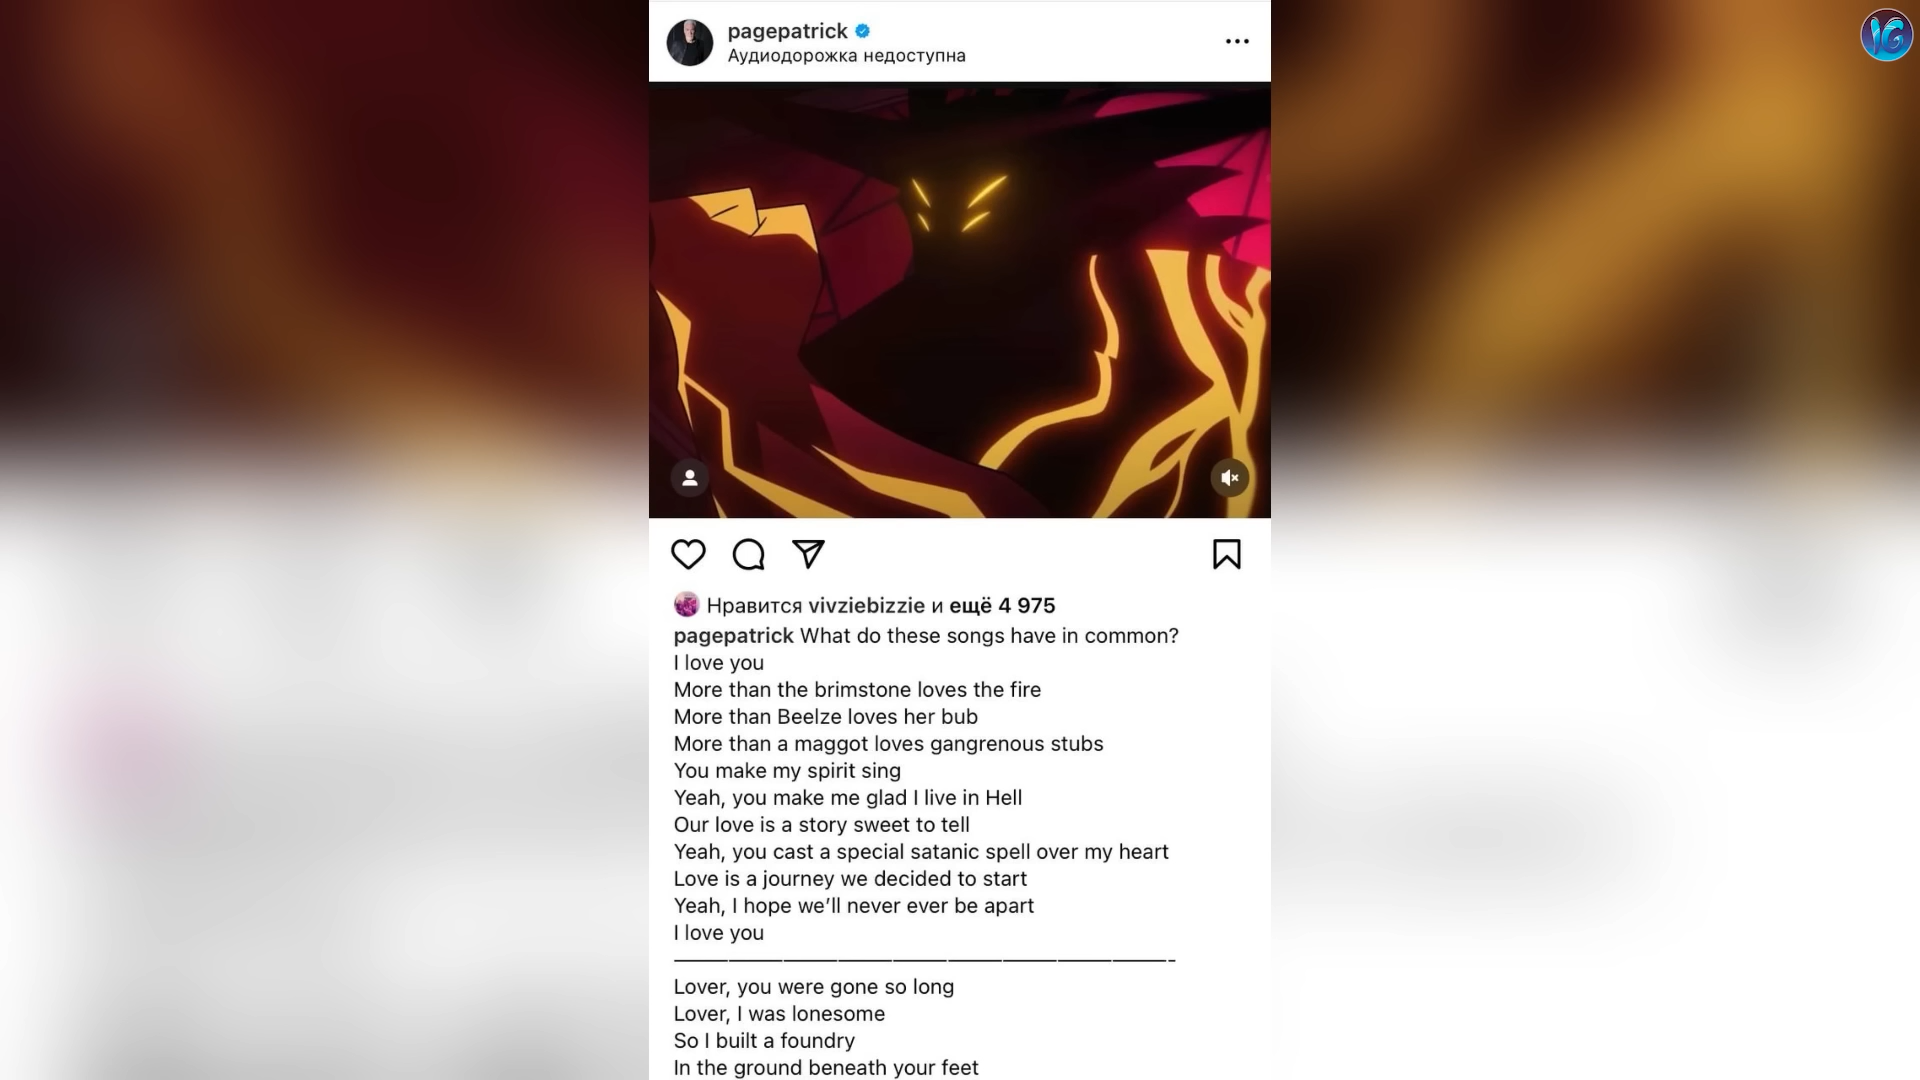 pagepatrick
Аудиодорожка недоступна
Нравится vivziebizzie и ещё 4 975
pagepatrick What do these songs have in common?
I love you
More than the brimstone loves the fire
More than Beelze loves her bub
More than a maggot loves gangrenous stubs
You make my spirit sing
Yeah, you make me glad I live in Hell
Our love is a story sweet to tell
Yeah, you cast a special satanic spell over my heart
Love is a journey we decided to start
Yeah, I hope we’ll never ever be apart
I love you
—————————————————————-
Lover, you were gone so long
Lover, I was lonesome
So I built a foundry
In the ground beneath your feet